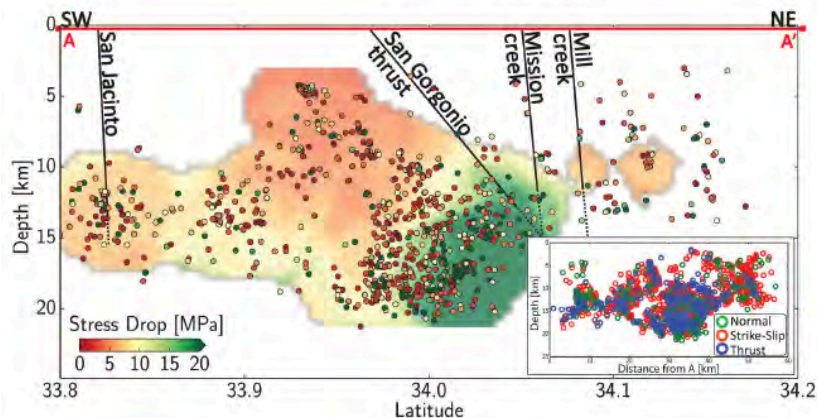 SW
NE
A
A'
San Jacinto
San Gorgonio
thrust
Mission
creek
Mill
creek
0
5
10
15
20
Depth [km]
Stress Drop [MPa]
0 5 10 15 20
33.8 33.9 34.0 34.1 34.2
Latitude
Depth [km]
Normal
Strike-Slip
Thrust
Distance from A [km]